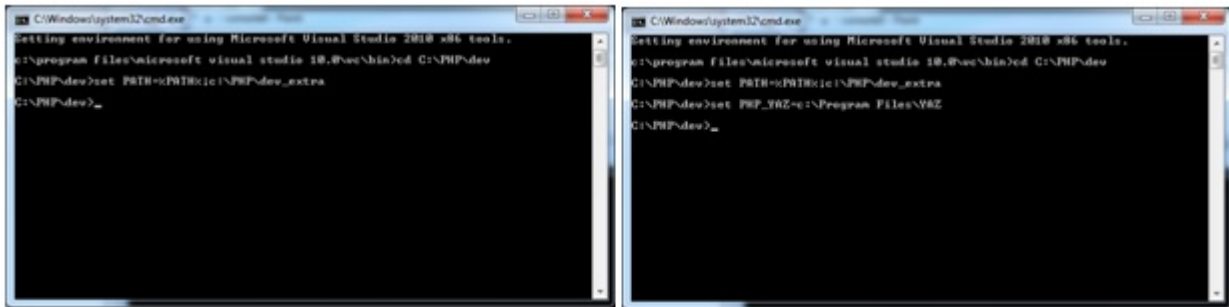 C:\Windows\system32\cmd.exe
Setting environment for using Microsoft Visual Studio 2010 x86 tools.
c:\program files\microsoft visual studio 10.0\vc\bin>cd C:\PHP\dev
C:\PHP\dev>set PATH=%PATH%;c:\PHP\dev_extra
C:\PHP\dev>_
C:\Windows\system32\cmd.exe
Setting environment for using Microsoft Visual Studio 2010 x86 tools.
c:\program files\microsoft visual studio 10.0\vc\bin>cd C:\PHP\dev
C:\PHP\dev>set PATH=%PATH%;c:\PHP\dev_extra
C:\PHP\dev>set PHP_YAZ=c:\Program Files\YAZ
C:\PHP\dev>_